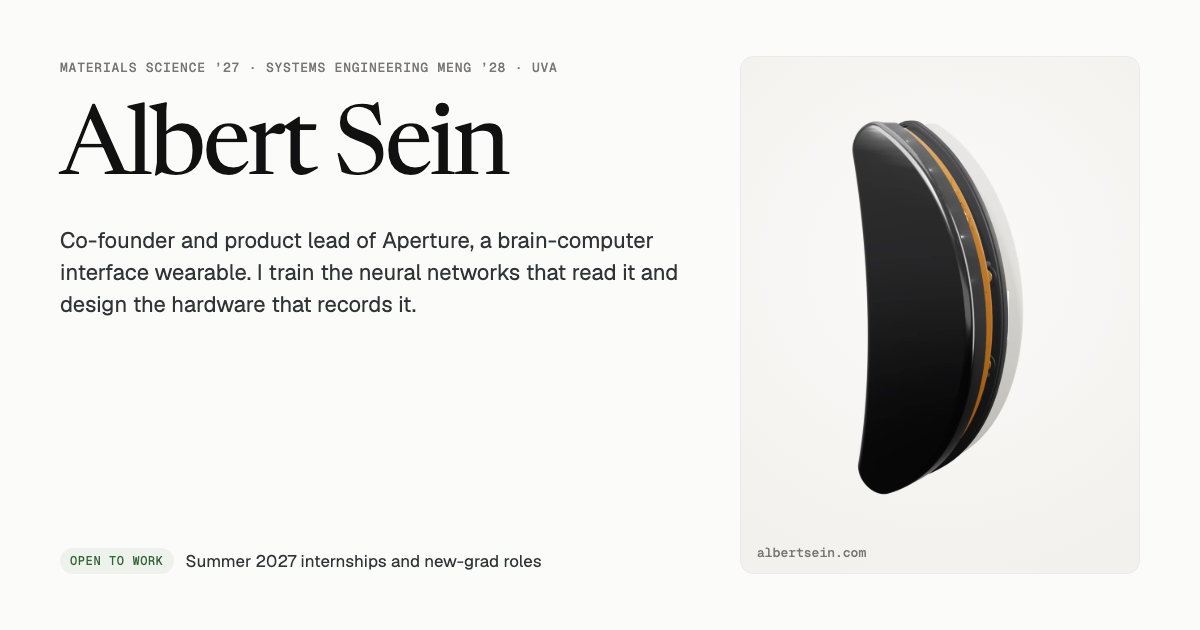 MATERIALS SCIENCE ’27 · SYSTEMS ENGINEERING MENG ’28 · UVA
Albert Sein
Co-founder and product lead of Aperture, a brain-computer
interface wearable. I train the neural networks that read it and
design the hardware that records it.
OPEN TO WORK Summer 2027 internships and new-grad roles
albertsein.com